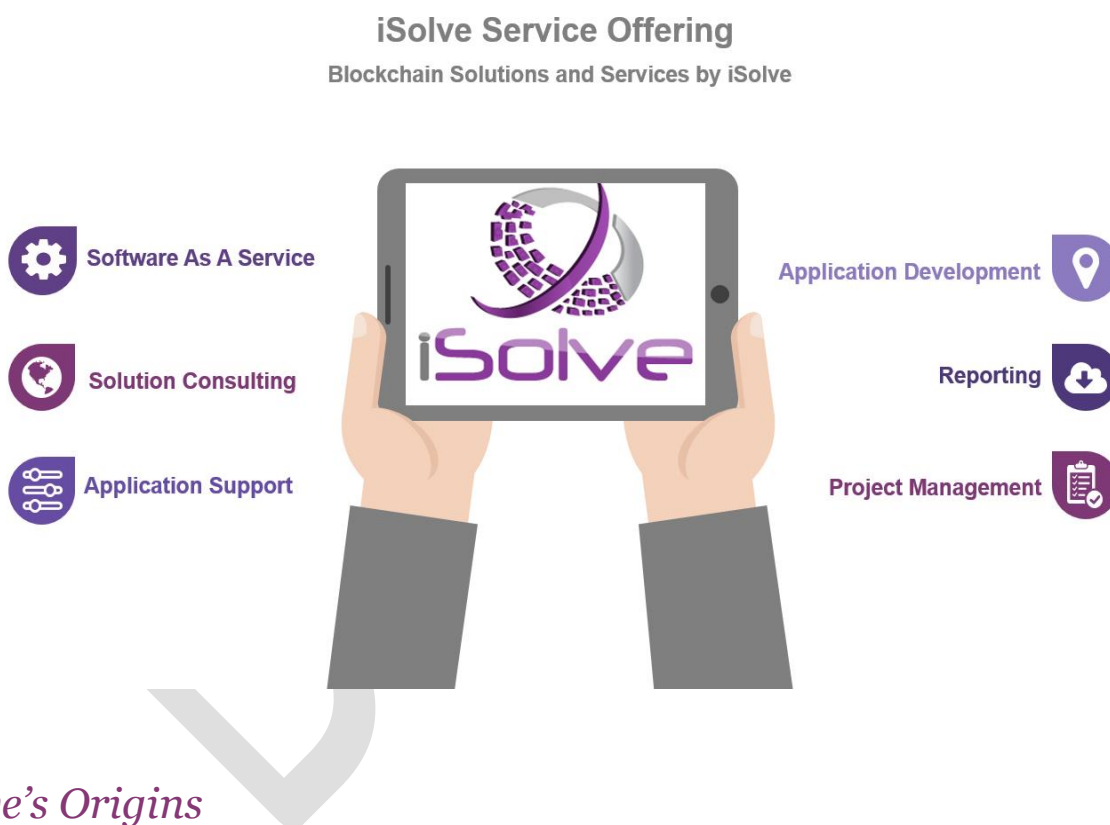 iSolve Service Offering
Blockchain Solutions and Services by iSolve
iSolve
Software As A Service
Solution Consulting
Application Support
Application Development
Reporting
Project Management
e’s Origins